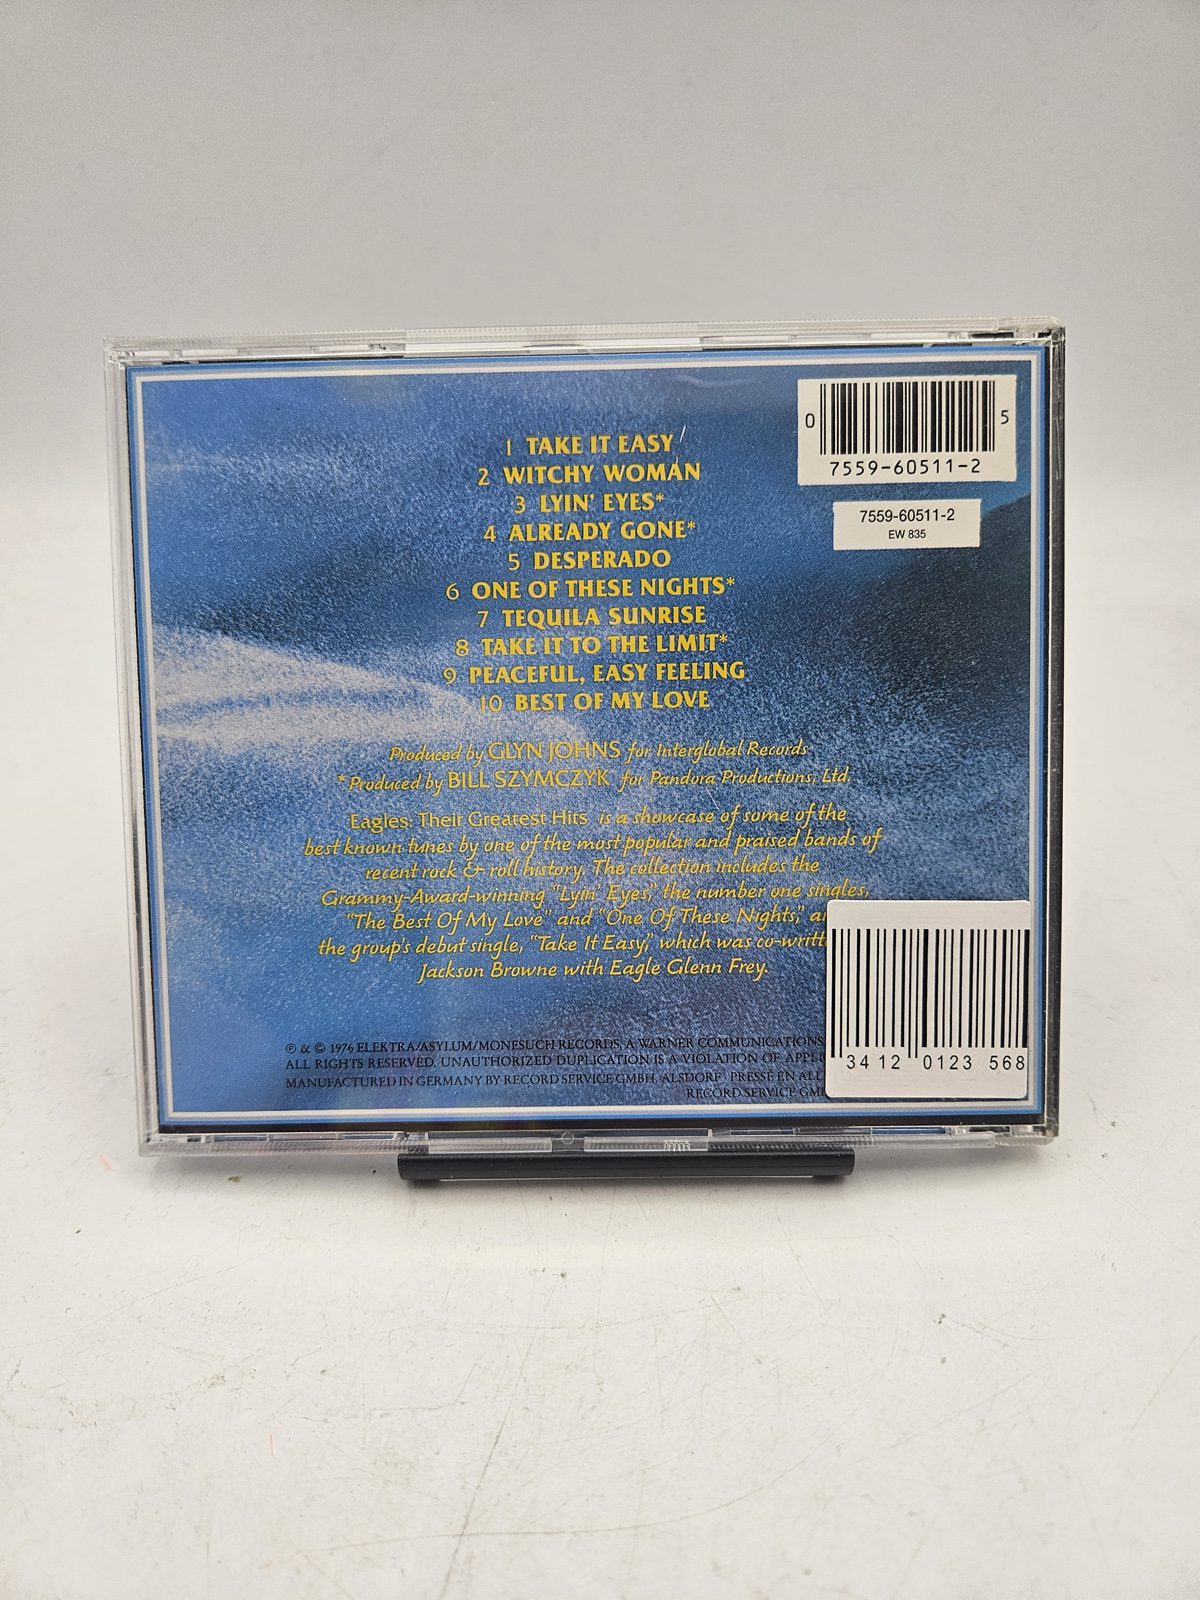 1 TAKE IT EASY
2 WITCHY WOMAN
3 LYIN' EYES*
4 ALREADY GONE*
5 DESPERADO
6 ONE OF THESE NIGHTS*
7 TEQUILA SUNRISE
8 TAKE IT TO THE LIMIT*
9 PEACEFUL, EASY FEELING
10 BEST OF MY LOVE
0 5
7559-60511-2
7559-60511-2
EW 835
Produced by GLYN JOHNS for Interglobal Records
*Produced by BILL SZYMCZYK for Pandora Productions, Ltd.
Eagles: Their Greatest Hits is a showcase of some of the
best known tunes by one of the most popular and praised bands of
recent rock & roll history. The collection includes the
Grammy-Award-winning "Lyin' Eyes," the number one singles,
"The Best Of My Love" and "One Of These Nights,"
the group's debut single, "Take It Easy," which was
Jackson Browne with Eagle Glenn Frey.
℗ & © 1976 ELEKTRA/ASYLUM/MONESUCH RECORDS, A WARNER COMMUNICATIONS
ALL RIGHTS RESERVED. UNAUTHORIZED DUPLICATION IS A VIOLATION OF
MANUFACTURED IN GERMANY BY RECORD SERVICE GMBH, ALSDORF · PRESSÉ EN
RECORD SERVICE
3412 0123 568